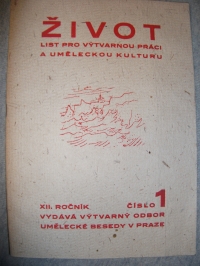 ŽIVOT
LIST PRO VÝTVARNOU PRÁCI
A UMĚLECKOU KULTURU
XII. ROČNÍK ČÍSLO 1
VYDÁVÁ VÝTVARNÝ ODBOR
UMĚLECKÉ BESEDY V PRAZE